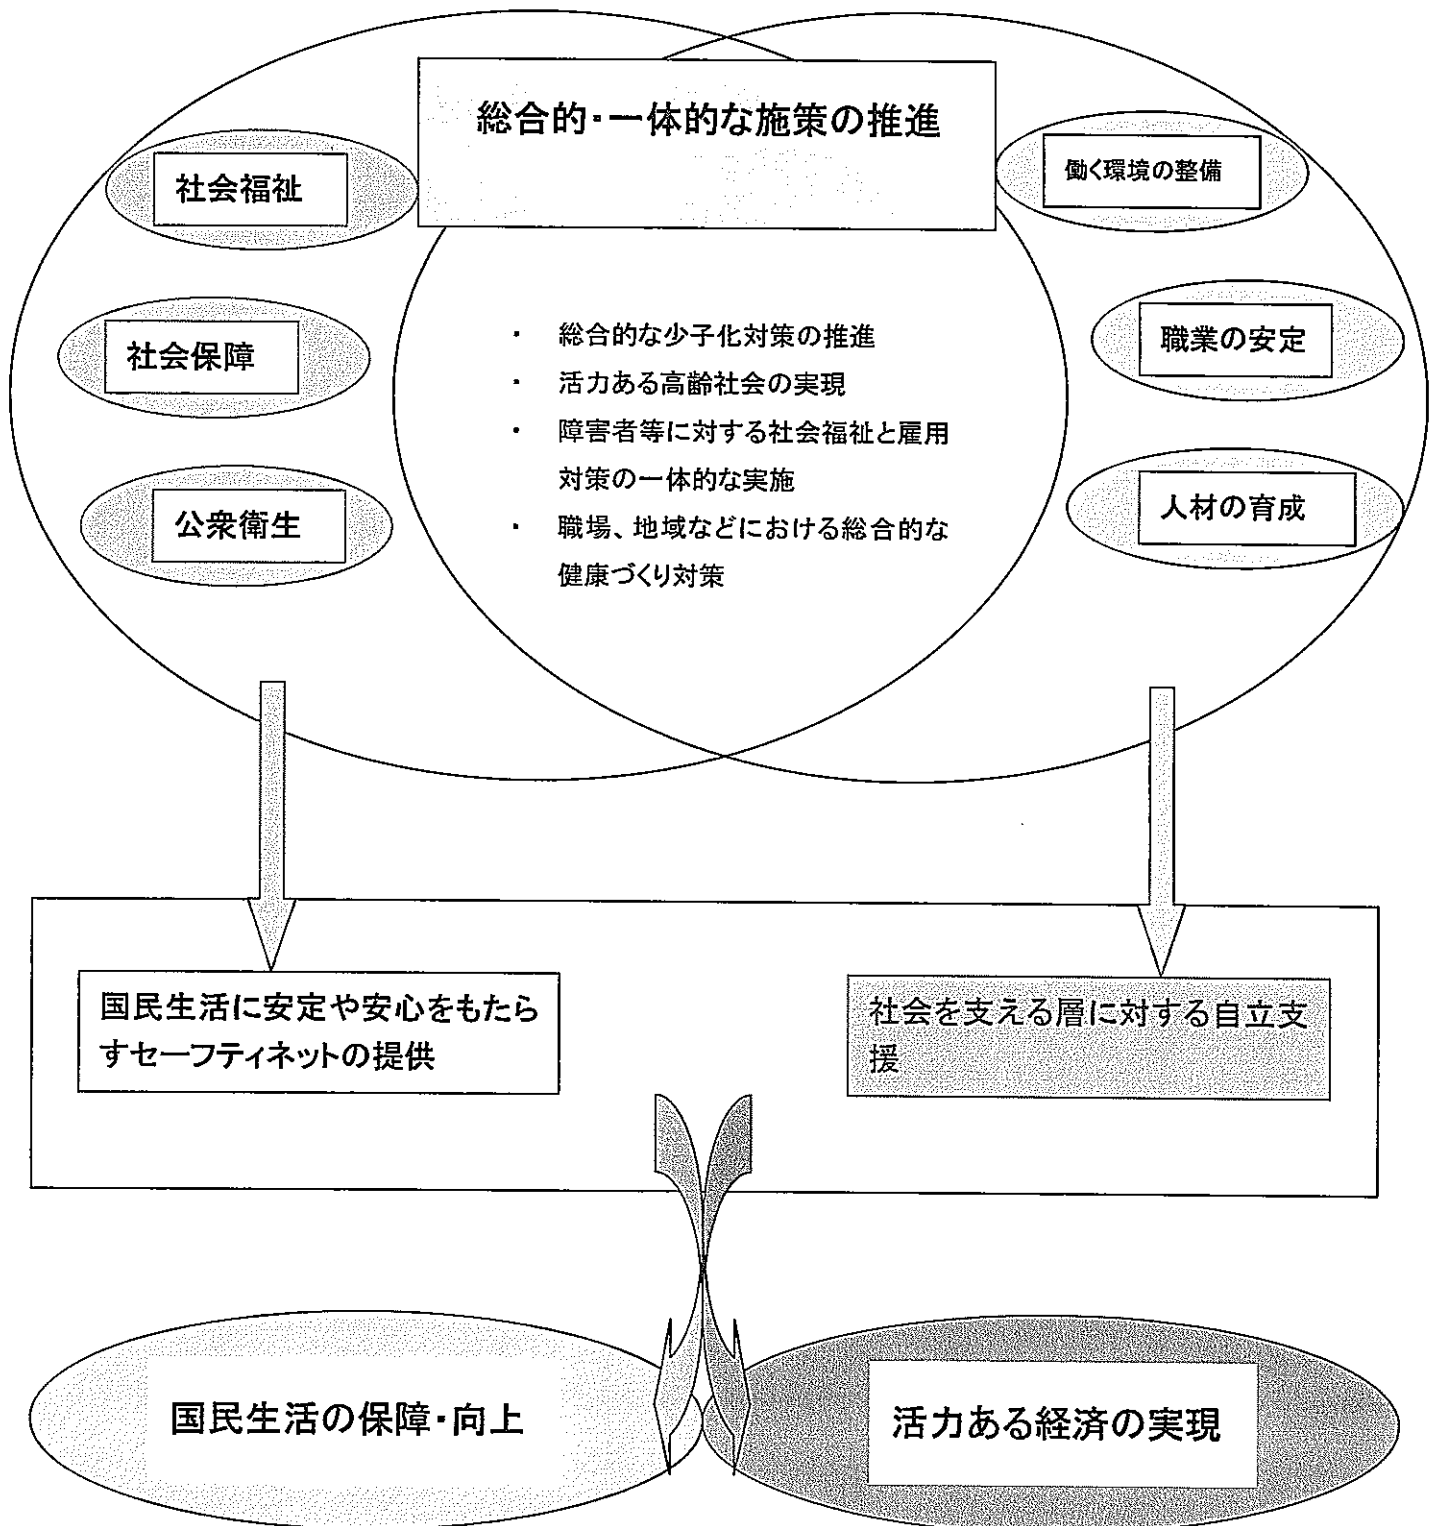 総合的・一体的な施策の推進
社会福祉
社会保障
公衆衛生
働く環境の整備
職業の安定
人材の育成
・ 総合的な少子化対策の推進
・ 活力ある高齢社会の実現
・ 障害者等に対する社会福祉と雇用
対策の一体的な実施
・ 職場、地域などにおける総合的な
健康づくり対策
国民生活に安定や安心をもたら
すセーフティネットの提供
社会を支える層に対する自立支
援
国民生活の保障・向上
活力ある経済の実現